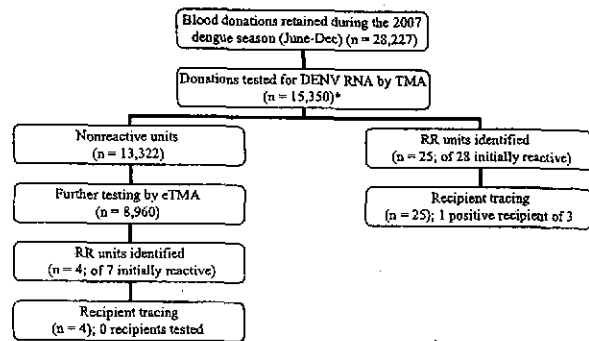 Blood donations retained during the 2007
dengue season (June-Dec) (n = 28,227)
Donations tested for DENV RNA by TMA
(n = 15,350)*
Nonreactive units
(n = 13,322)
RR units identified
(n = 25; of 28 initially reactive)
Further testing by eTMA
(n = 8,960)
Recipient tracing
(n = 25); 1 positive recipient of 3
RR units identified
(n = 4; of 7 initially reactive)
Recipient tracing
(n = 4); 0 recipients tested